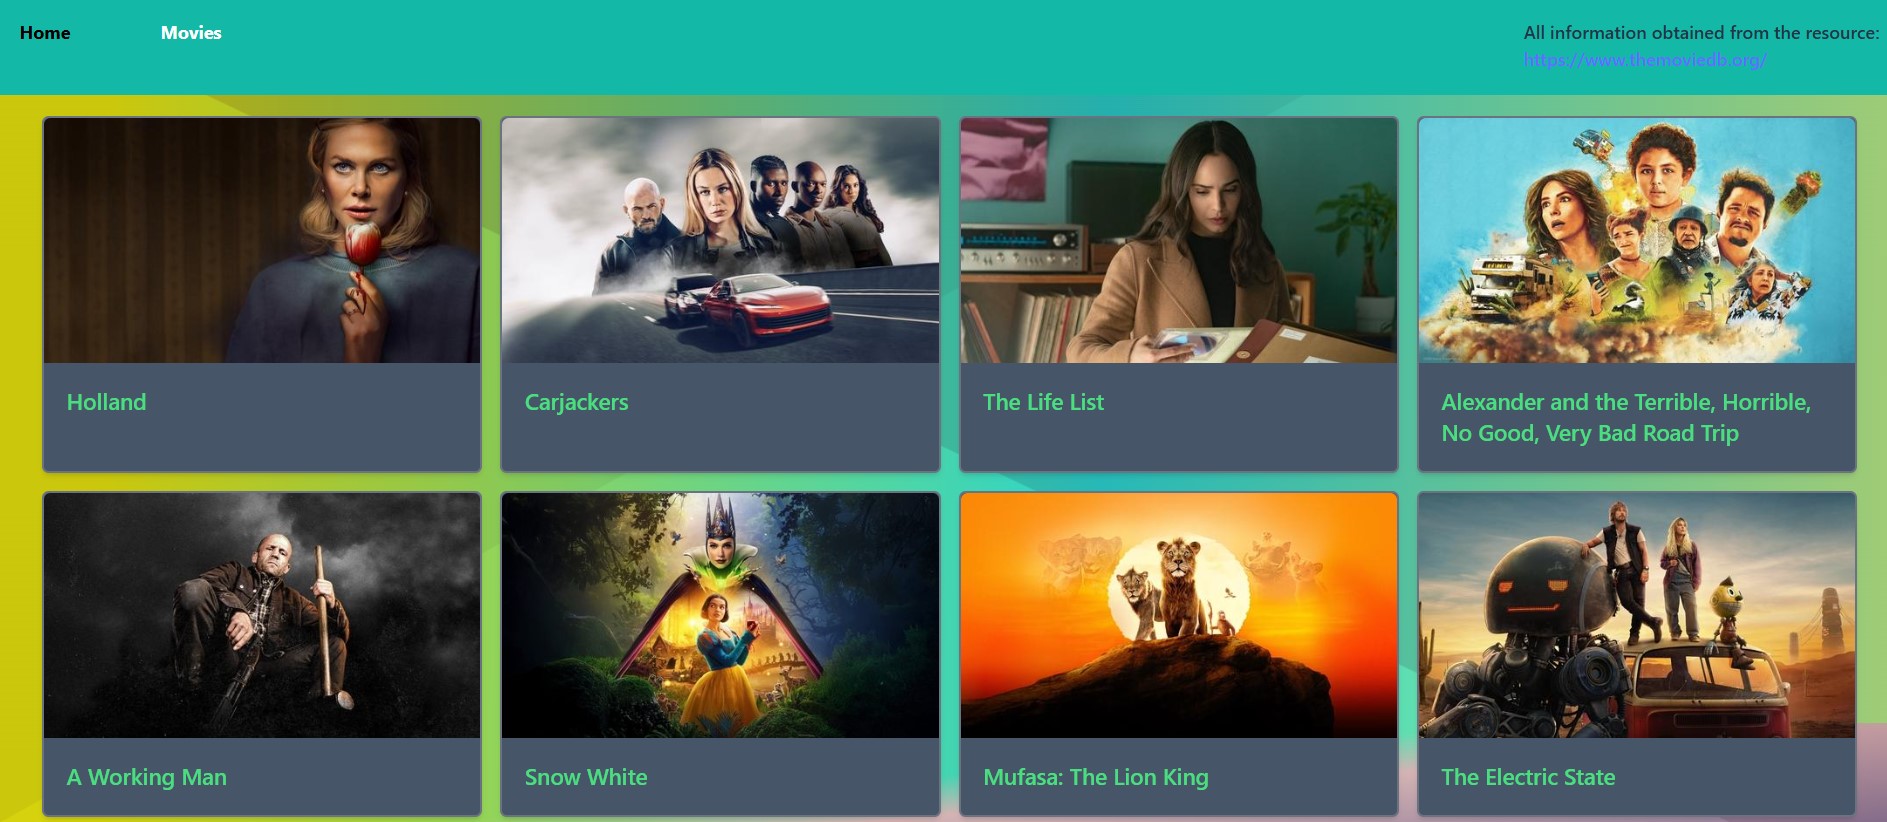 Home
Movies
All information obtained from the resource:
https://www.themoviedb.org/
Holland
Carjackers
The Life List
Alexander and the Terrible, Horrible,
No Good, Very Bad Road Trip
A Working Man
Snow White
Mufasa: The Lion King
The Electric State